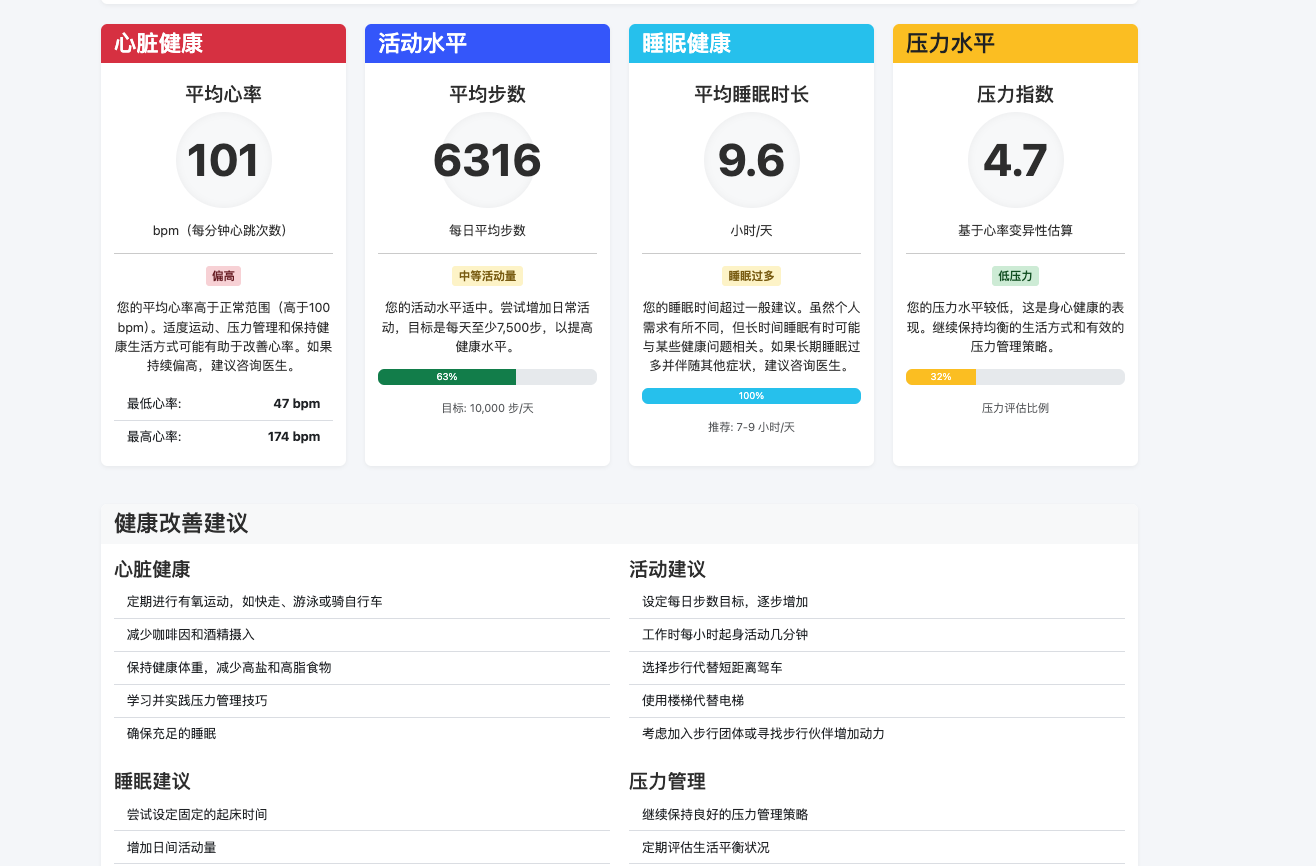 心脏健康
平均心率
101
bpm（每分钟心跳次数）
偏高
您的平均心率高于正常范围（高于100
bpm）。适度运动、压力管理和保持健
康生活方式可能有助于改善心率。如果
持续偏高，建议咨询医生。
最低心率: 47 bpm
最高心率: 174 bpm
活动水平
平均步数
6316
每日平均步数
中等活动量
您的活动水平适中。尝试增加日常活
动，目标是每天至少7,500步，以提高
健康水平。
63%
目标: 10,000 步/天
睡眠健康
平均睡眠时长
9.6
小时/天
睡眠过多
您的睡眠时间超过一般建议。虽然个人
需求有所不同，但长时间睡眠有时可能
与某些健康问题相关。如果长期睡眠过
多并伴随其他症状，建议咨询医生。
100%
推荐: 7-9 小时/天
压力水平
压力指数
4.7
基于心率变异性估算
低压力
您的压力水平较低，这是身心健康的表
现。继续保持均衡的生活方式和有效的
压力管理策略。
32%
压力评估比例
健康改善建议
心脏健康
定期进行有氧运动，如快走、游泳或骑自行车
减少咖啡因和酒精摄入
保持健康体重，减少高盐和高脂食物
学习并实践压力管理技巧
确保充足的睡眠
活动建议
设定每日步数目标，逐步增加
工作时每小时起身活动几分钟
选择步行代替短距离驾车
使用楼梯代替电梯
考虑加入步行团体或寻找步行伙伴增加动力
睡眠建议
尝试设定固定的起床时间
增加日间活动量
压力管理
继续保持良好的压力管理策略
定期评估生活平衡状况